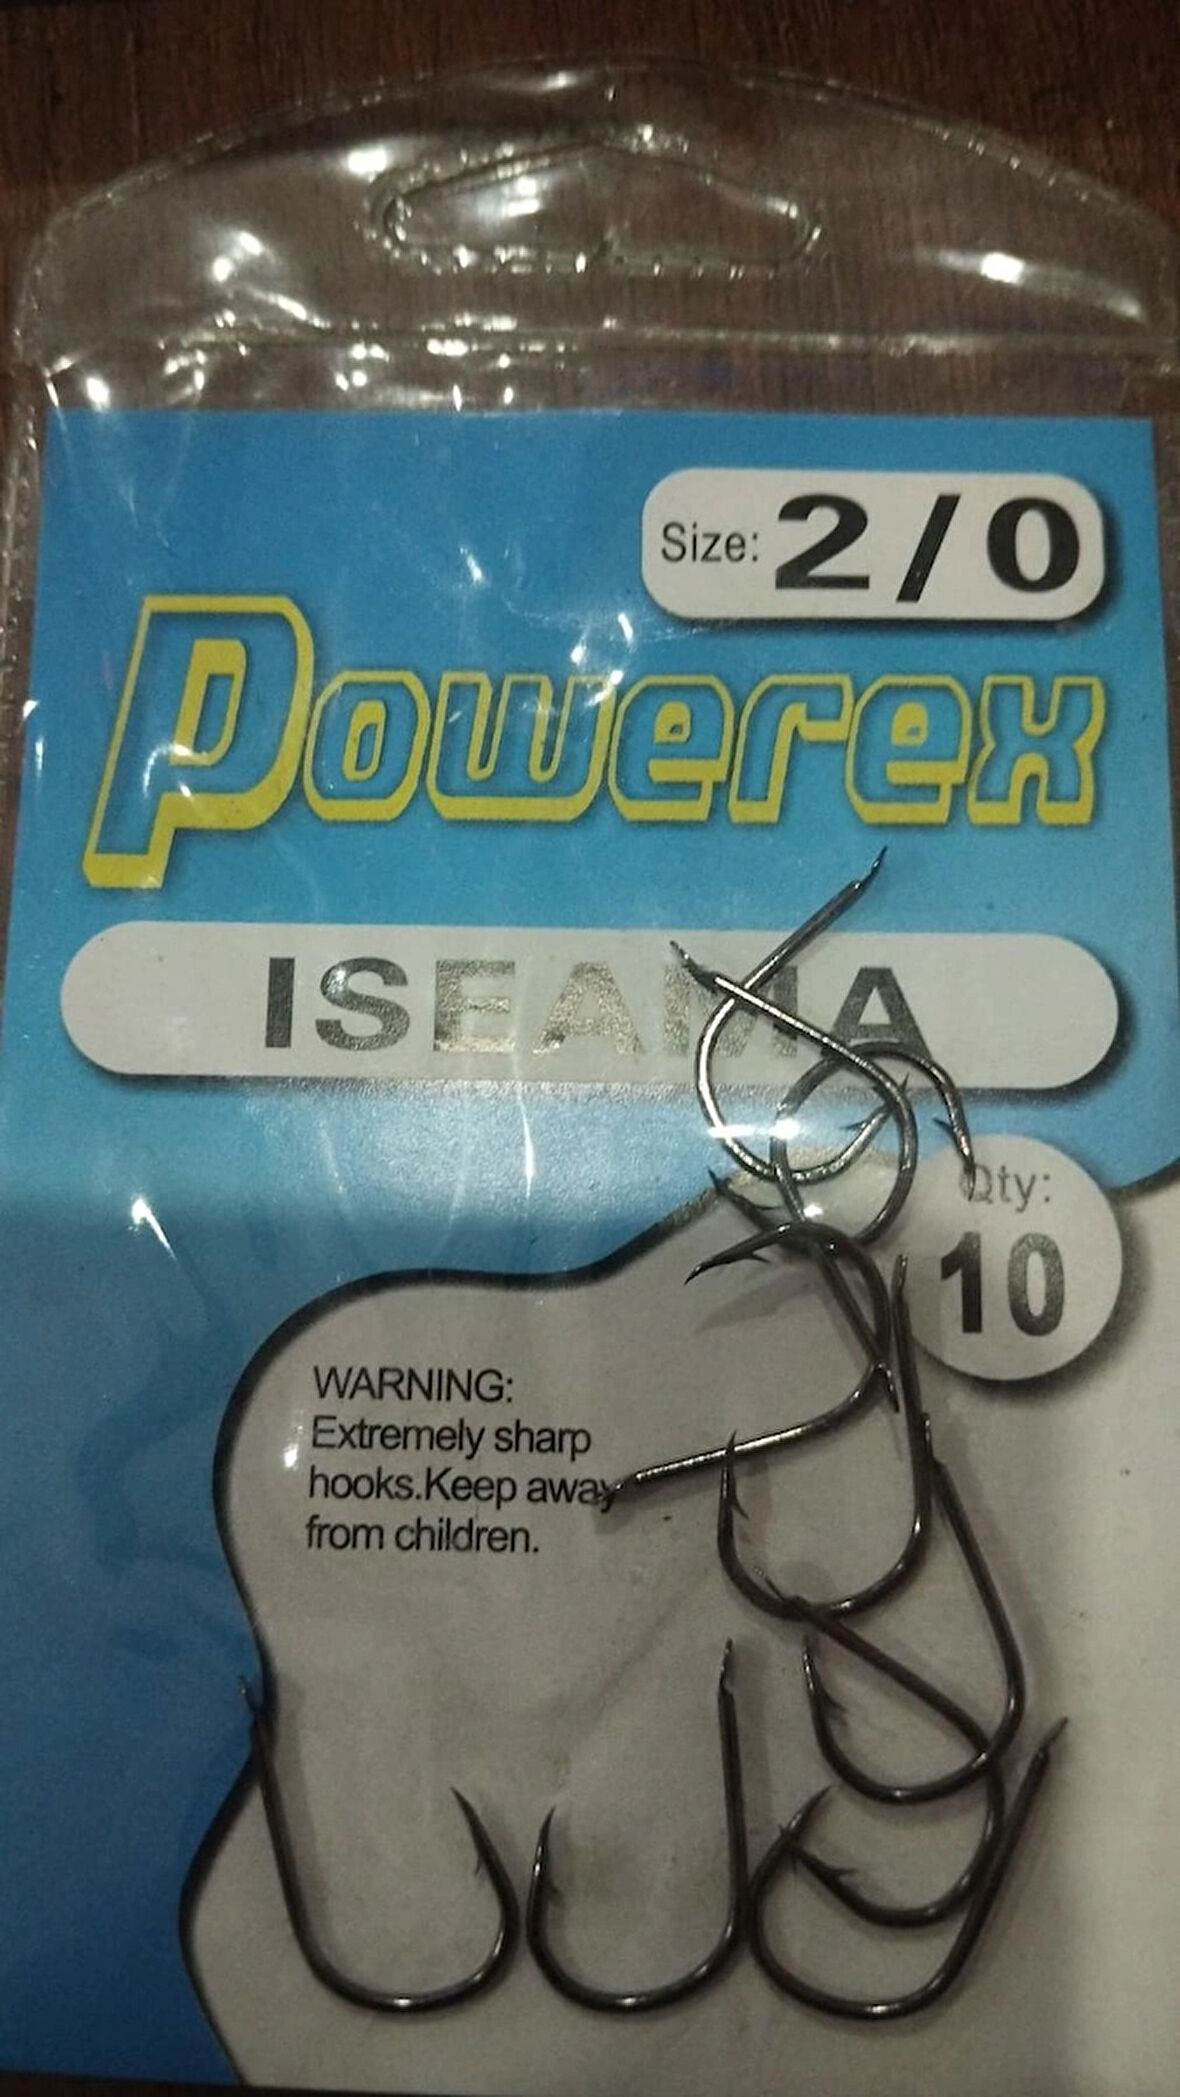 Size: 2/0
Powerex
ISEAMA
Qty:
10
WARNING:
Extremely sharp
hooks.Keep away
from children.